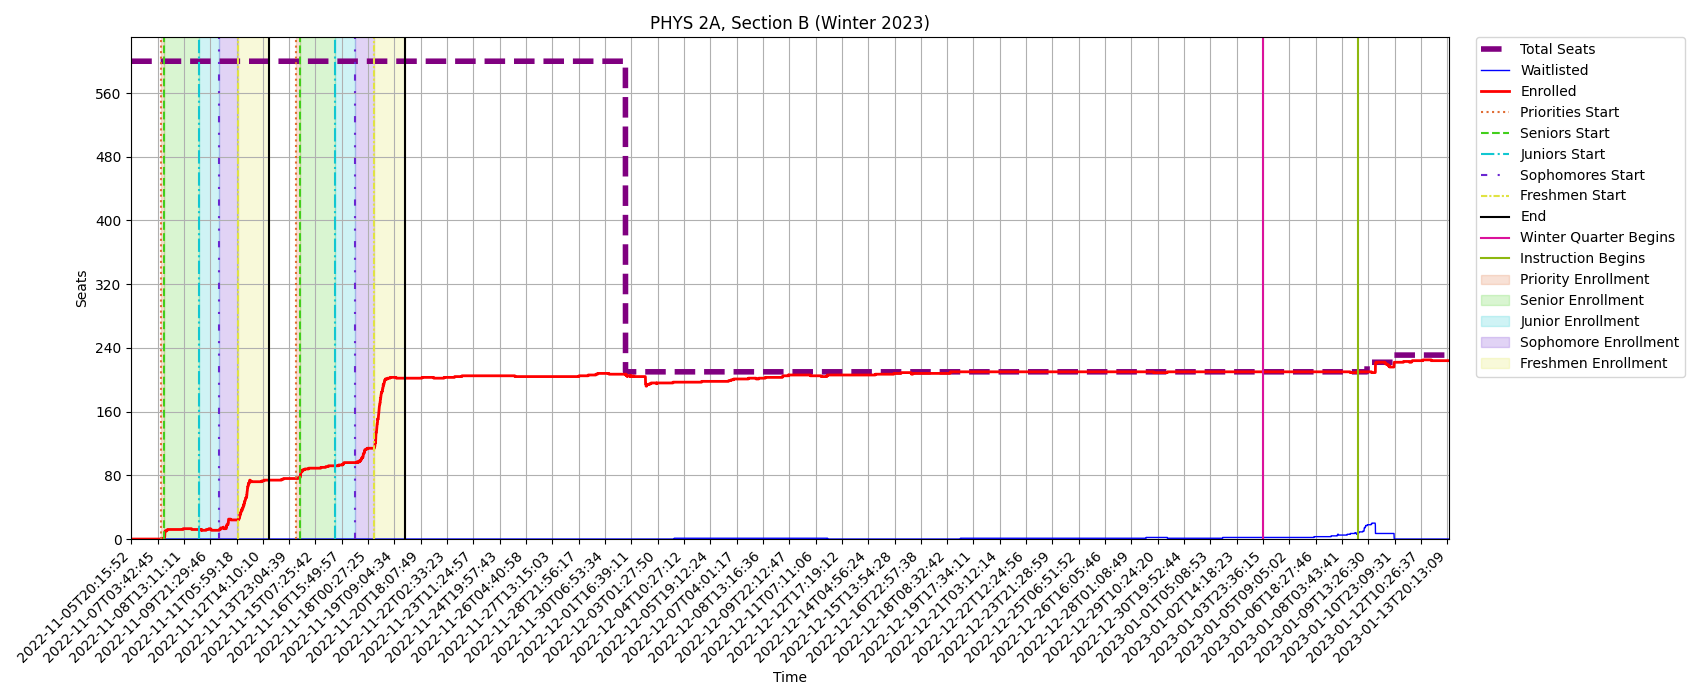 PHYS 2A, Section B (Winter 2023)
Seats
560
480
400
320
240
160
80
0
2022-11-05T20:15:52
2022-11-07T03:42:45
2022-11-08T13:11:11
2022-11-09T21:29:46
2022-11-11T05:59:18
2022-11-12T14:10:10
2022-11-13T23:04:39
2022-11-15T07:25:42
2022-11-16T15:49:57
2022-11-18T00:27:25
2022-11-19T09:04:34
2022-11-20T18:07:49
2022-11-22T02:33:23
2022-11-23T11:24:57
2022-11-24T19:57:43
2022-11-26T04:40:58
2022-11-27T13:15:03
2022-11-28T21:56:17
2022-11-30T06:53:34
2022-12-01T16:39:11
2022-12-03T01:27:50
2022-12-04T10:27:12
2022-12-05T19:12:24
2022-12-07T04:01:17
2022-12-08T13:16:36
2022-12-09T22:12:47
2022-12-11T07:11:06
2022-12-12T17:19:12
2022-12-14T04:56:24
2022-12-15T13:54:28
2022-12-16T22:57:38
2022-12-18T08:32:42
2022-12-19T17:34:11
2022-12-21T03:12:14
2022-12-22T12:24:56
2022-12-23T21:28:59
2022-12-25T06:51:52
2022-12-26T16:05:46
2022-12-28T01:08:49
2022-12-29T10:24:20
2022-12-30T19:52:44
2023-01-01T05:08:53
2023-01-02T14:18:23
2023-01-03T23:36:15
2023-01-05T09:05:02
2023-01-06T18:27:46
2023-01-08T03:43:41
2023-01-09T13:26:30
2023-01-10T23:09:31
2023-01-12T10:26:37
2023-01-13T20:13:09
Time
Total Seats
Waitlisted
Enrolled
Priorities Start
Seniors Start
Juniors Start
Sophomores Start
Freshmen Start
End
Winter Quarter Begins
Instruction Begins
Priority Enrollment
Senior Enrollment
Junior Enrollment
Sophomore Enrollment
Freshmen Enrollment